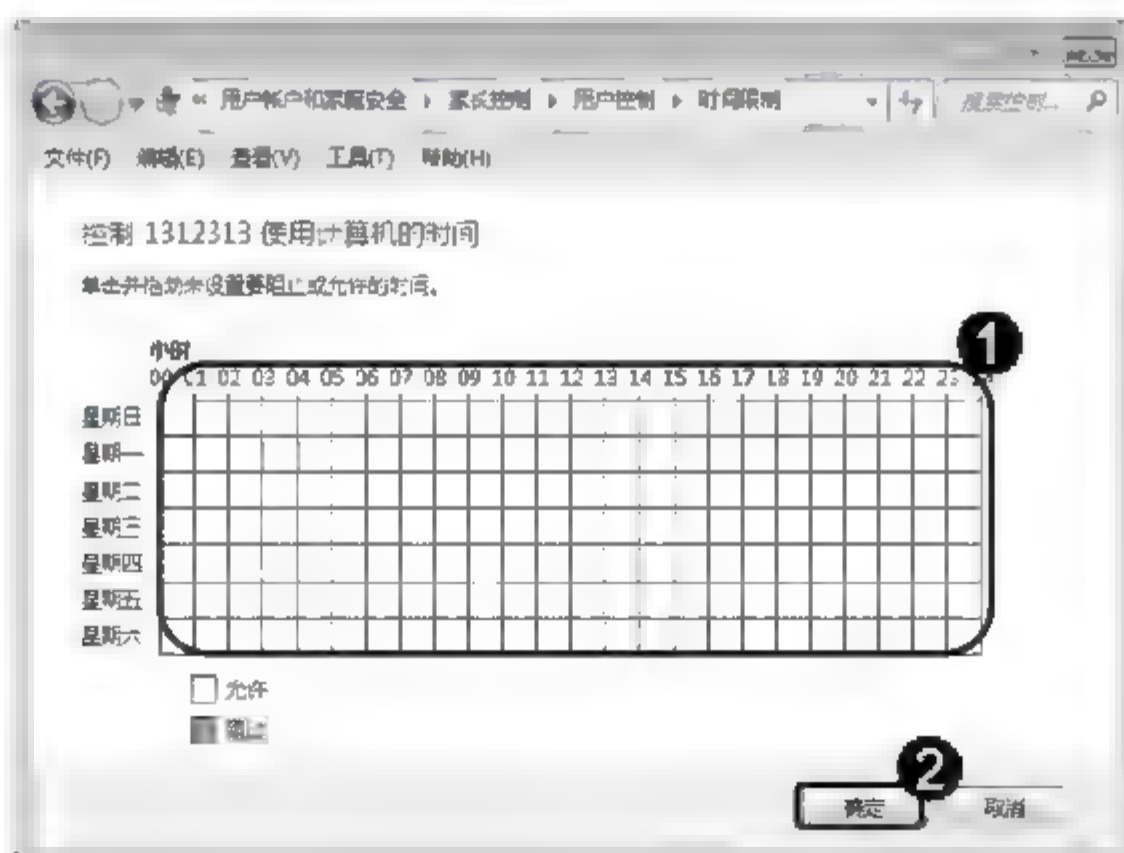 « 用户帐户和家庭安全 ▸ 家长控制 ▸ 用户控制 ▸ 时间限制 搜索控制...
文件(F) 编辑(E) 查看(V) 工具(T) 帮助(H)
控制 1312313 使用计算机的时间
单击并拖动来设置要阻止或允许的时间。
小时
1
00 01 02 03 04 05 06 07 08 09 10 11 12 13 14 15 16 17 18 19 20 21 22 23
星期日
星期一
星期二
星期三
星期四
星期五
星期六
允许
阻止
2
确定 取消